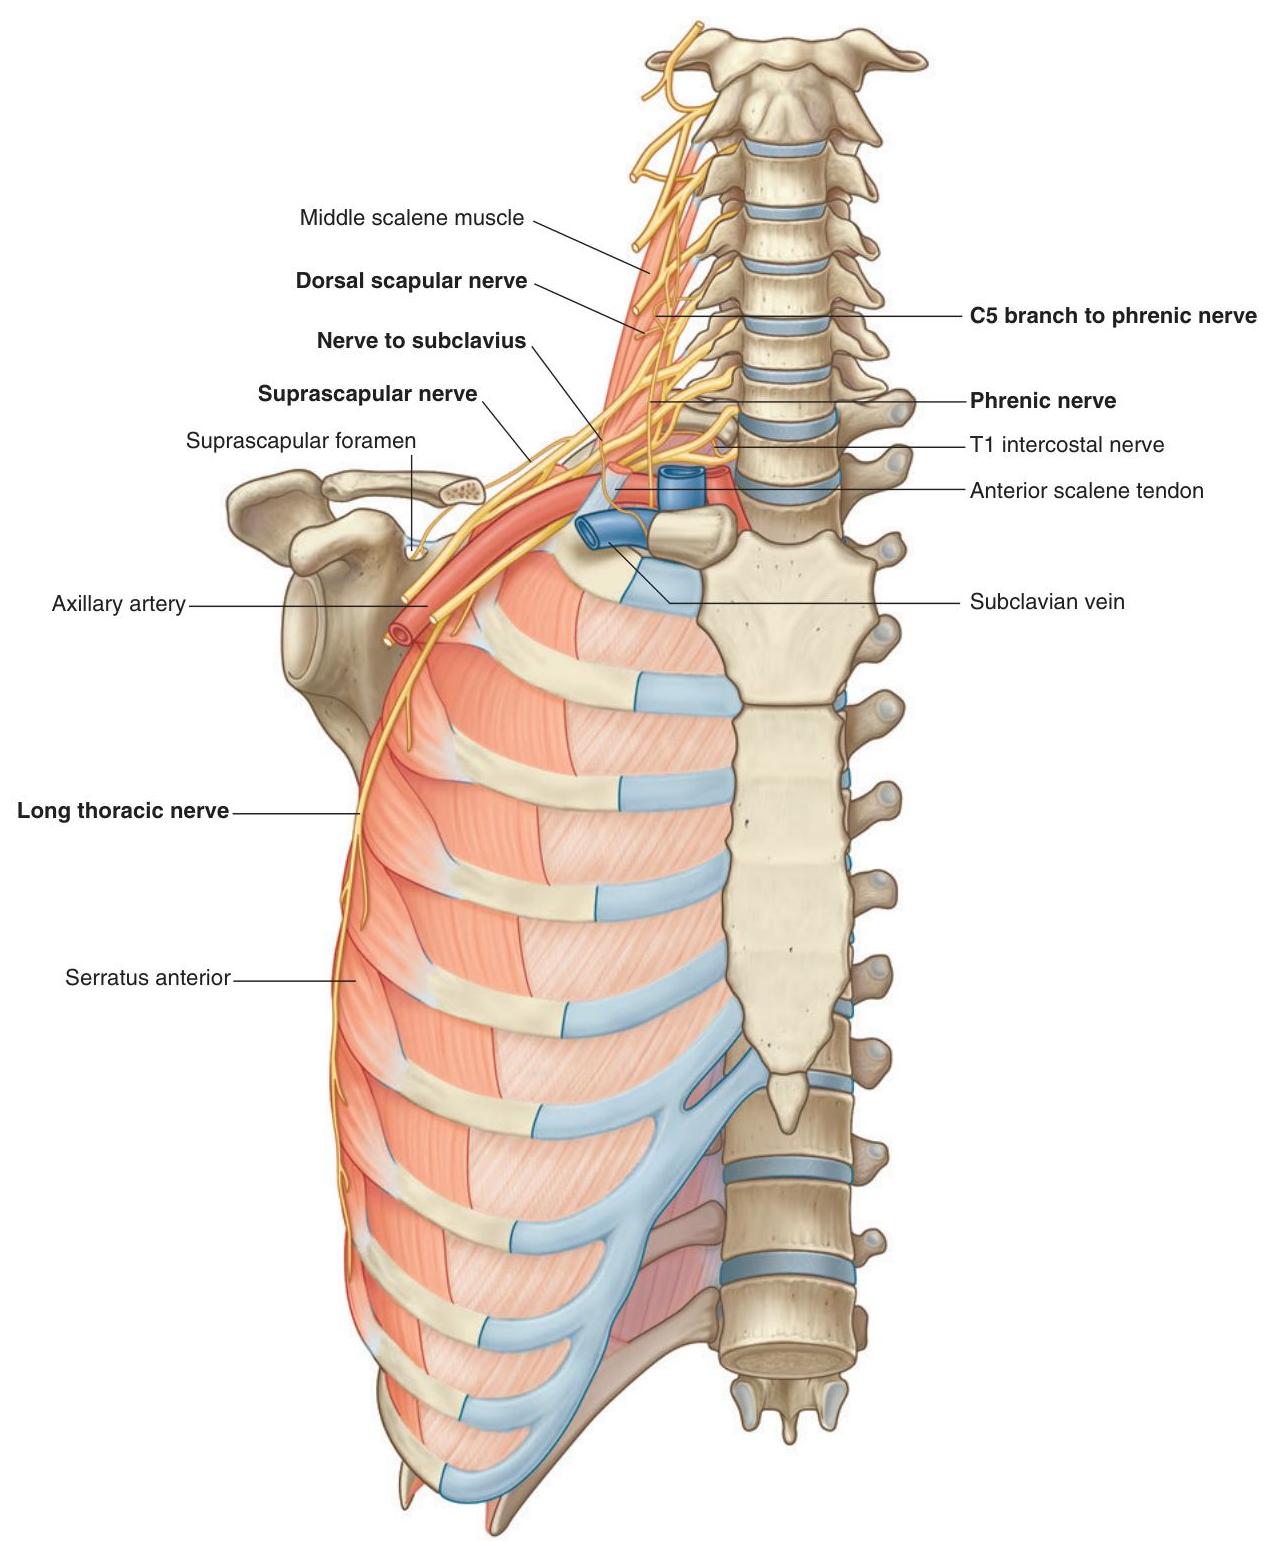 Middle scalene muscle
Dorsal scapular nerve
C5 branch to phrenic nerve
Nerve to subclavius
Suprascapular nerve
Phrenic nerve
Suprascapular foramen
T1 intercostal nerve
Anterior scalene tendon
Axillary artery
Subclavian vein
Long thoracic nerve
Serratus anterior